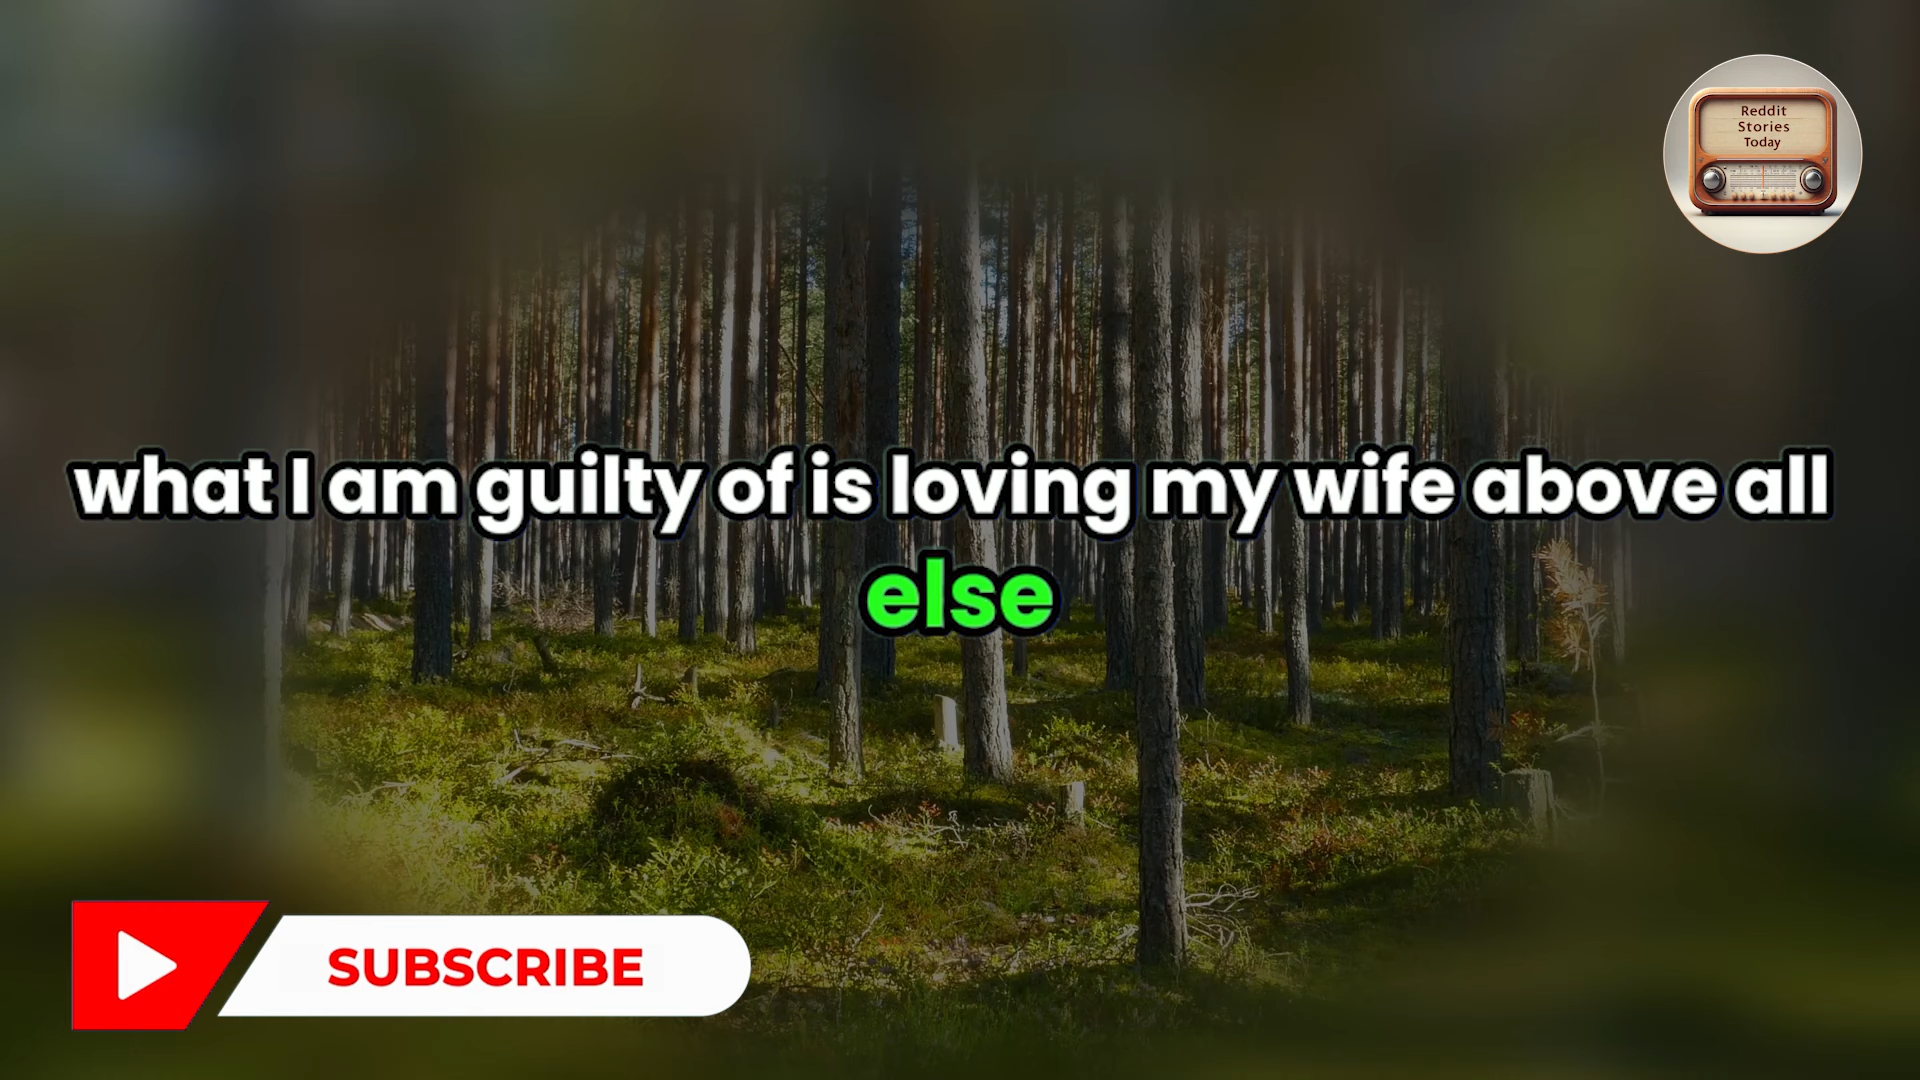 Reddit
Stories
Today
what I am guilty of is loving my wife above all
else
SUBSCRIBE